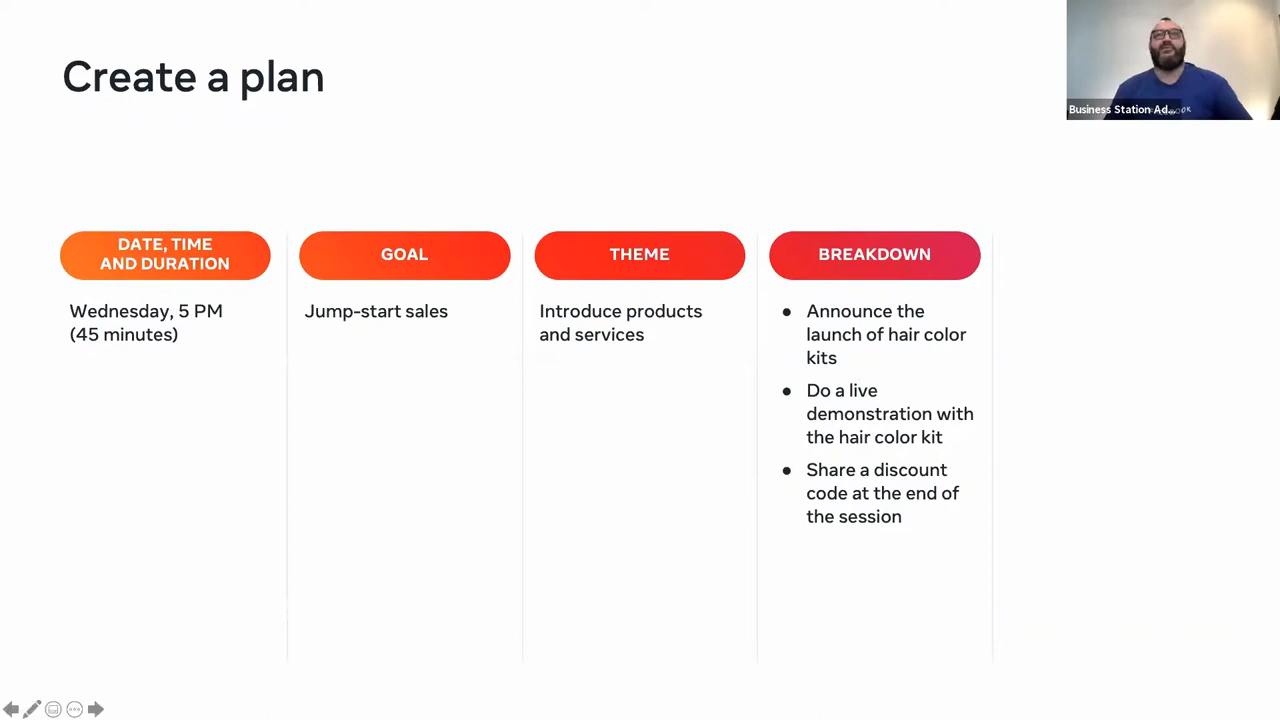 Create a plan
Business Station Ad...
DATE, TIME
AND DURATION
Wednesday, 5 PM
(45 minutes)
GOAL
Jump-start sales
THEME
Introduce products
and services
BREAKDOWN
● Announce the
launch of hair color
kits
● Do a live
demonstration with
the hair color kit
● Share a discount
code at the end of
the session